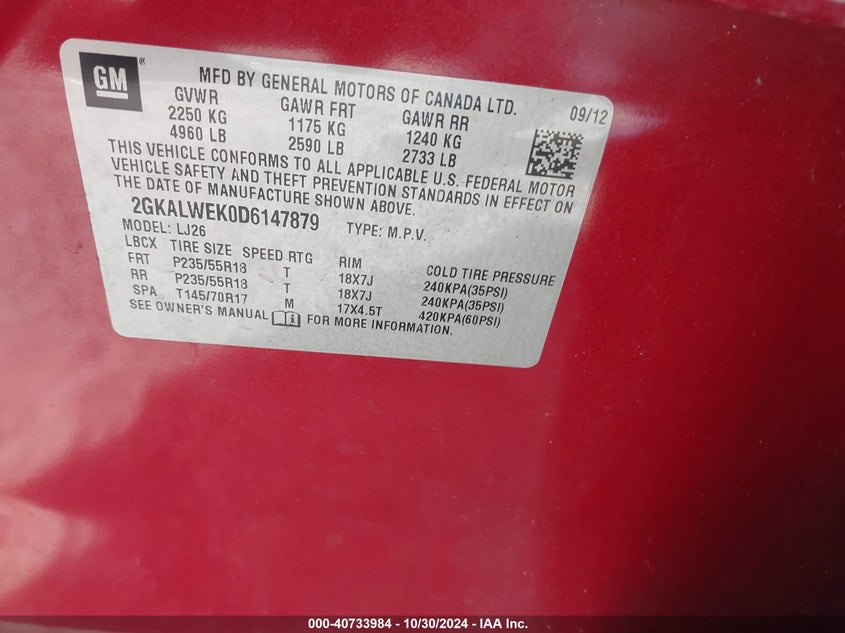 GM ®
MFD BY GENERAL MOTORS OF CANADA LTD.
GVWR GAWR FRT GAWR RR 09/12
2250 KG 1175 KG 1240 KG
4960 LB 2590 LB 2733 LB
THIS VEHICLE CONFORMS TO ALL APPLICABLE U.S. FEDERAL MOTOR
VEHICLE SAFETY AND THEFT PREVENTION STANDARDS IN EFFECT ON
THE DATE OF MANUFACTURE SHOWN ABOVE.
2GKALWEK0D6147879 TYPE: M.P.V.
MODEL: LJ26
LBCX TIRE SIZE SPEED RTG RIM COLD TIRE PRESSURE
FRT P235/55R18 T 18X7J 240KPA(35PSI)
RR P235/55R18 T 18X7J 240KPA(35PSI)
SPA T145/70R17 M 17X4.5T 420KPA(60PSI)
SEE OWNER'S MANUAL FOR MORE INFORMATION.
000-40733984 - 10/30/2024 - IAA Inc.